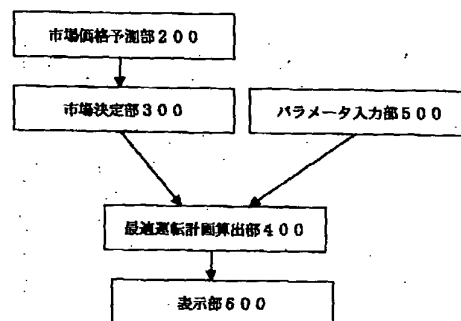 市場価格予測部２００
市場決定部３００
パラメータ入力部５００
最適運転計画算出部４００
表示部６００